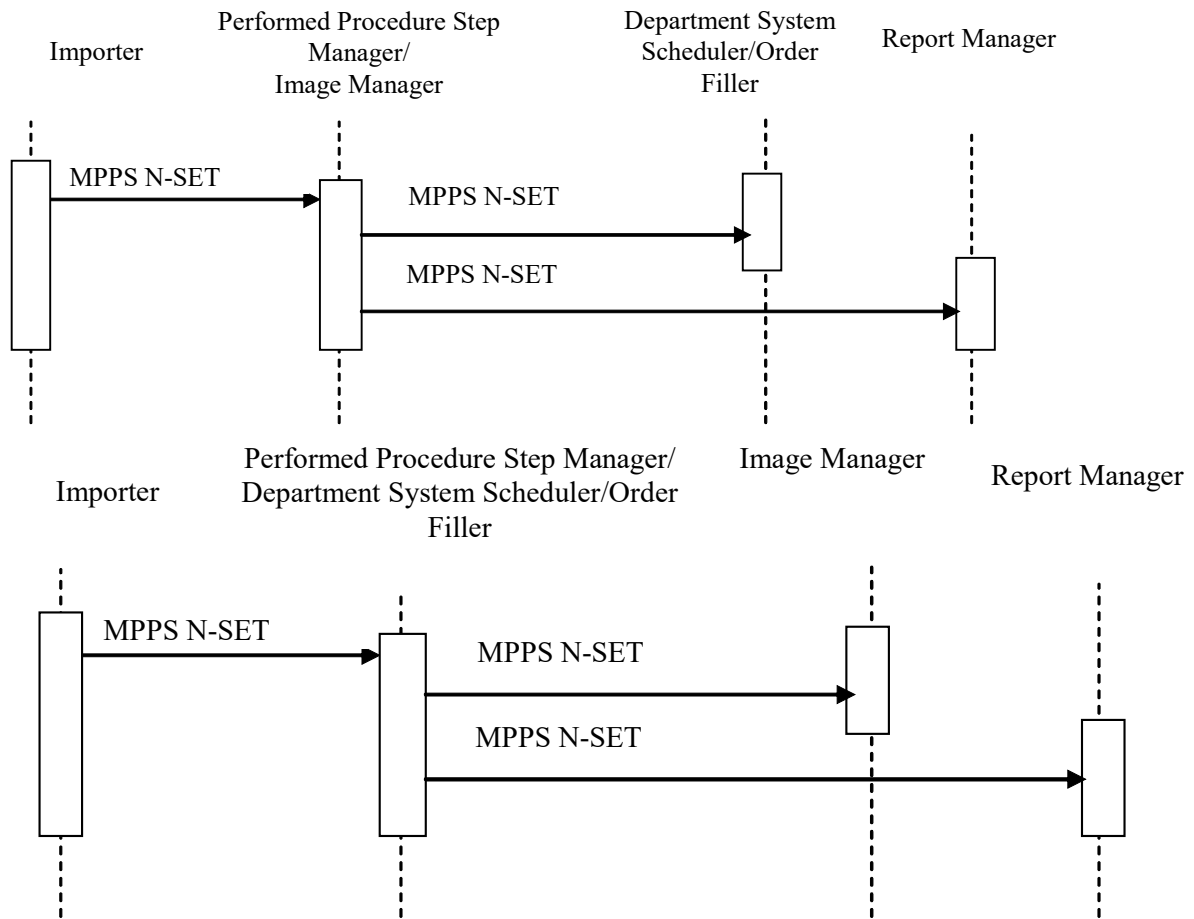 Importer
Performed Procedure Step
Manager/
Image Manager
Department System
Scheduler/Order
Filler
Report Manager
MPPS N-SET
MPPS N-SET
MPPS N-SET
Importer
Performed Procedure Step Manager/
Department System Scheduler/Order
Filler
Image Manager
Report Manager
MPPS N-SET
MPPS N-SET
MPPS N-SET